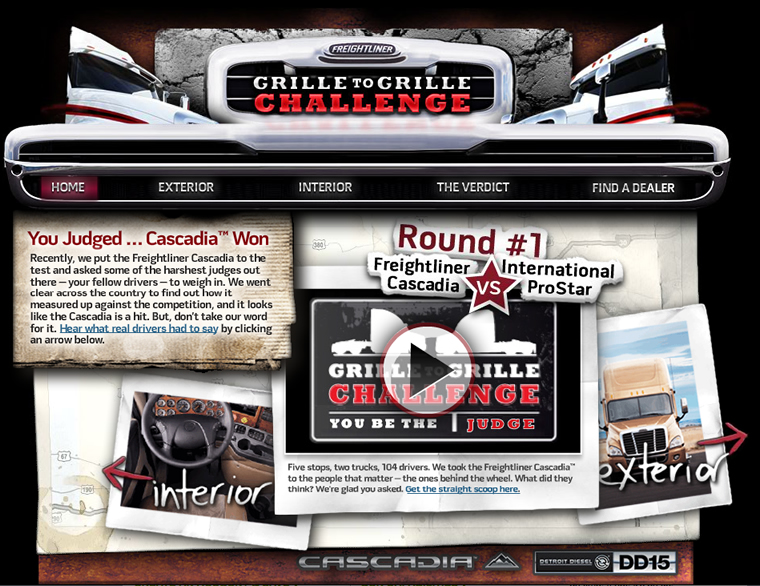 FREIGHTLINER
GRILLE TO GRILLE
CHALLENGE
HOME
EXTERIOR
INTERIOR
THE VERDICT
FIND A DEALER
You Judged ... Cascadia™ Won
Recently, we put the Freightliner Cascadia to the
test and asked some of the harshest judges out
there — your fellow drivers — to weigh in. We went
clear across the country to find out how it
measured up against the competition, and it looks
like the Cascadia is a hit. But, don't take our word
for it. Hear what real drivers had to say by clicking
an arrow below.
380
Round #1
Freightliner
Cascadia
VS
International
ProStar
GRILLE TO GRILLE
CHALLENGE
YOU BE THE JUDGE
Five stops, two trucks, 104 drivers. We took the Freightliner Cascadia™
to the people that matter — the ones behind the wheel. What did they
think? We're glad you asked. Get the straight scoop here.
67
190
interior
exterior
CASCADIA
DETROIT DIESEL
DD15